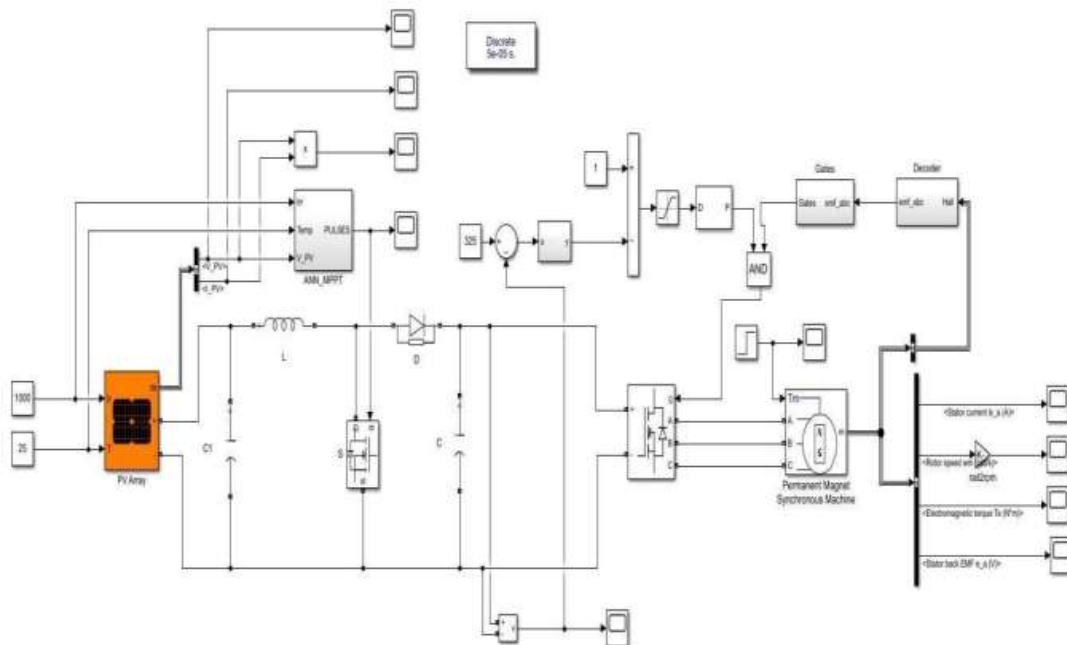 Discrete
5e-05 s.
x
Irr
Temp
V_PV
PULSES
ANN_MPPT
<V_PV>
<I_PV>
1
325
D
P
Gates
Gates
emf_abc
Decoder
emf_abc
Hall
AND
L
D
1000
25
T
m
PV Array
C1
S
C
g
A
B
C
Tm
A
B
C
m
N
S
Permanent Magnet
Synchronous Machine
<Stator current is_a (A)>
K
rad2rpm
<Electromagnetic torque Te (N*m)>
<Stator back EMF e_a (V)>
v